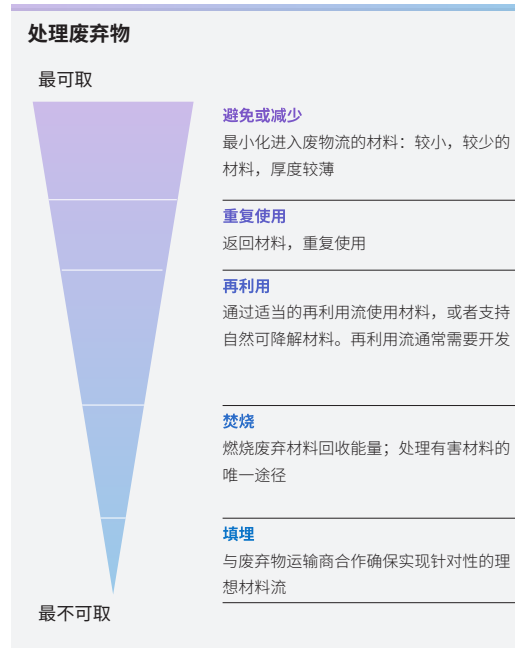 处理废弃物
最可取
避免或减少
最小化进入废物流的材料：较小，较少的
材料，厚度较薄
重复使用
返回材料，重复使用
再利用
通过适当的再利用流使用材料，或者支持
自然可降解材料。再利用流通常需要开发
焚烧
燃烧废弃材料回收能量；处理有害材料的
唯一途径
填埋
与废弃物运输商合作确保实现针对性的理
想材料流
最不可取